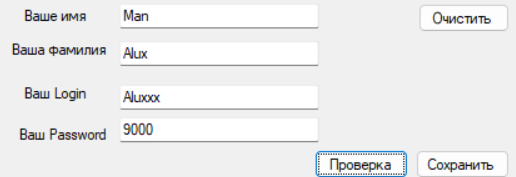 Ваше имя Man Очистить
Ваша фамилия Alux
Ваш Login Aluxxx
Ваш Password 9000
Проверка Сохранить